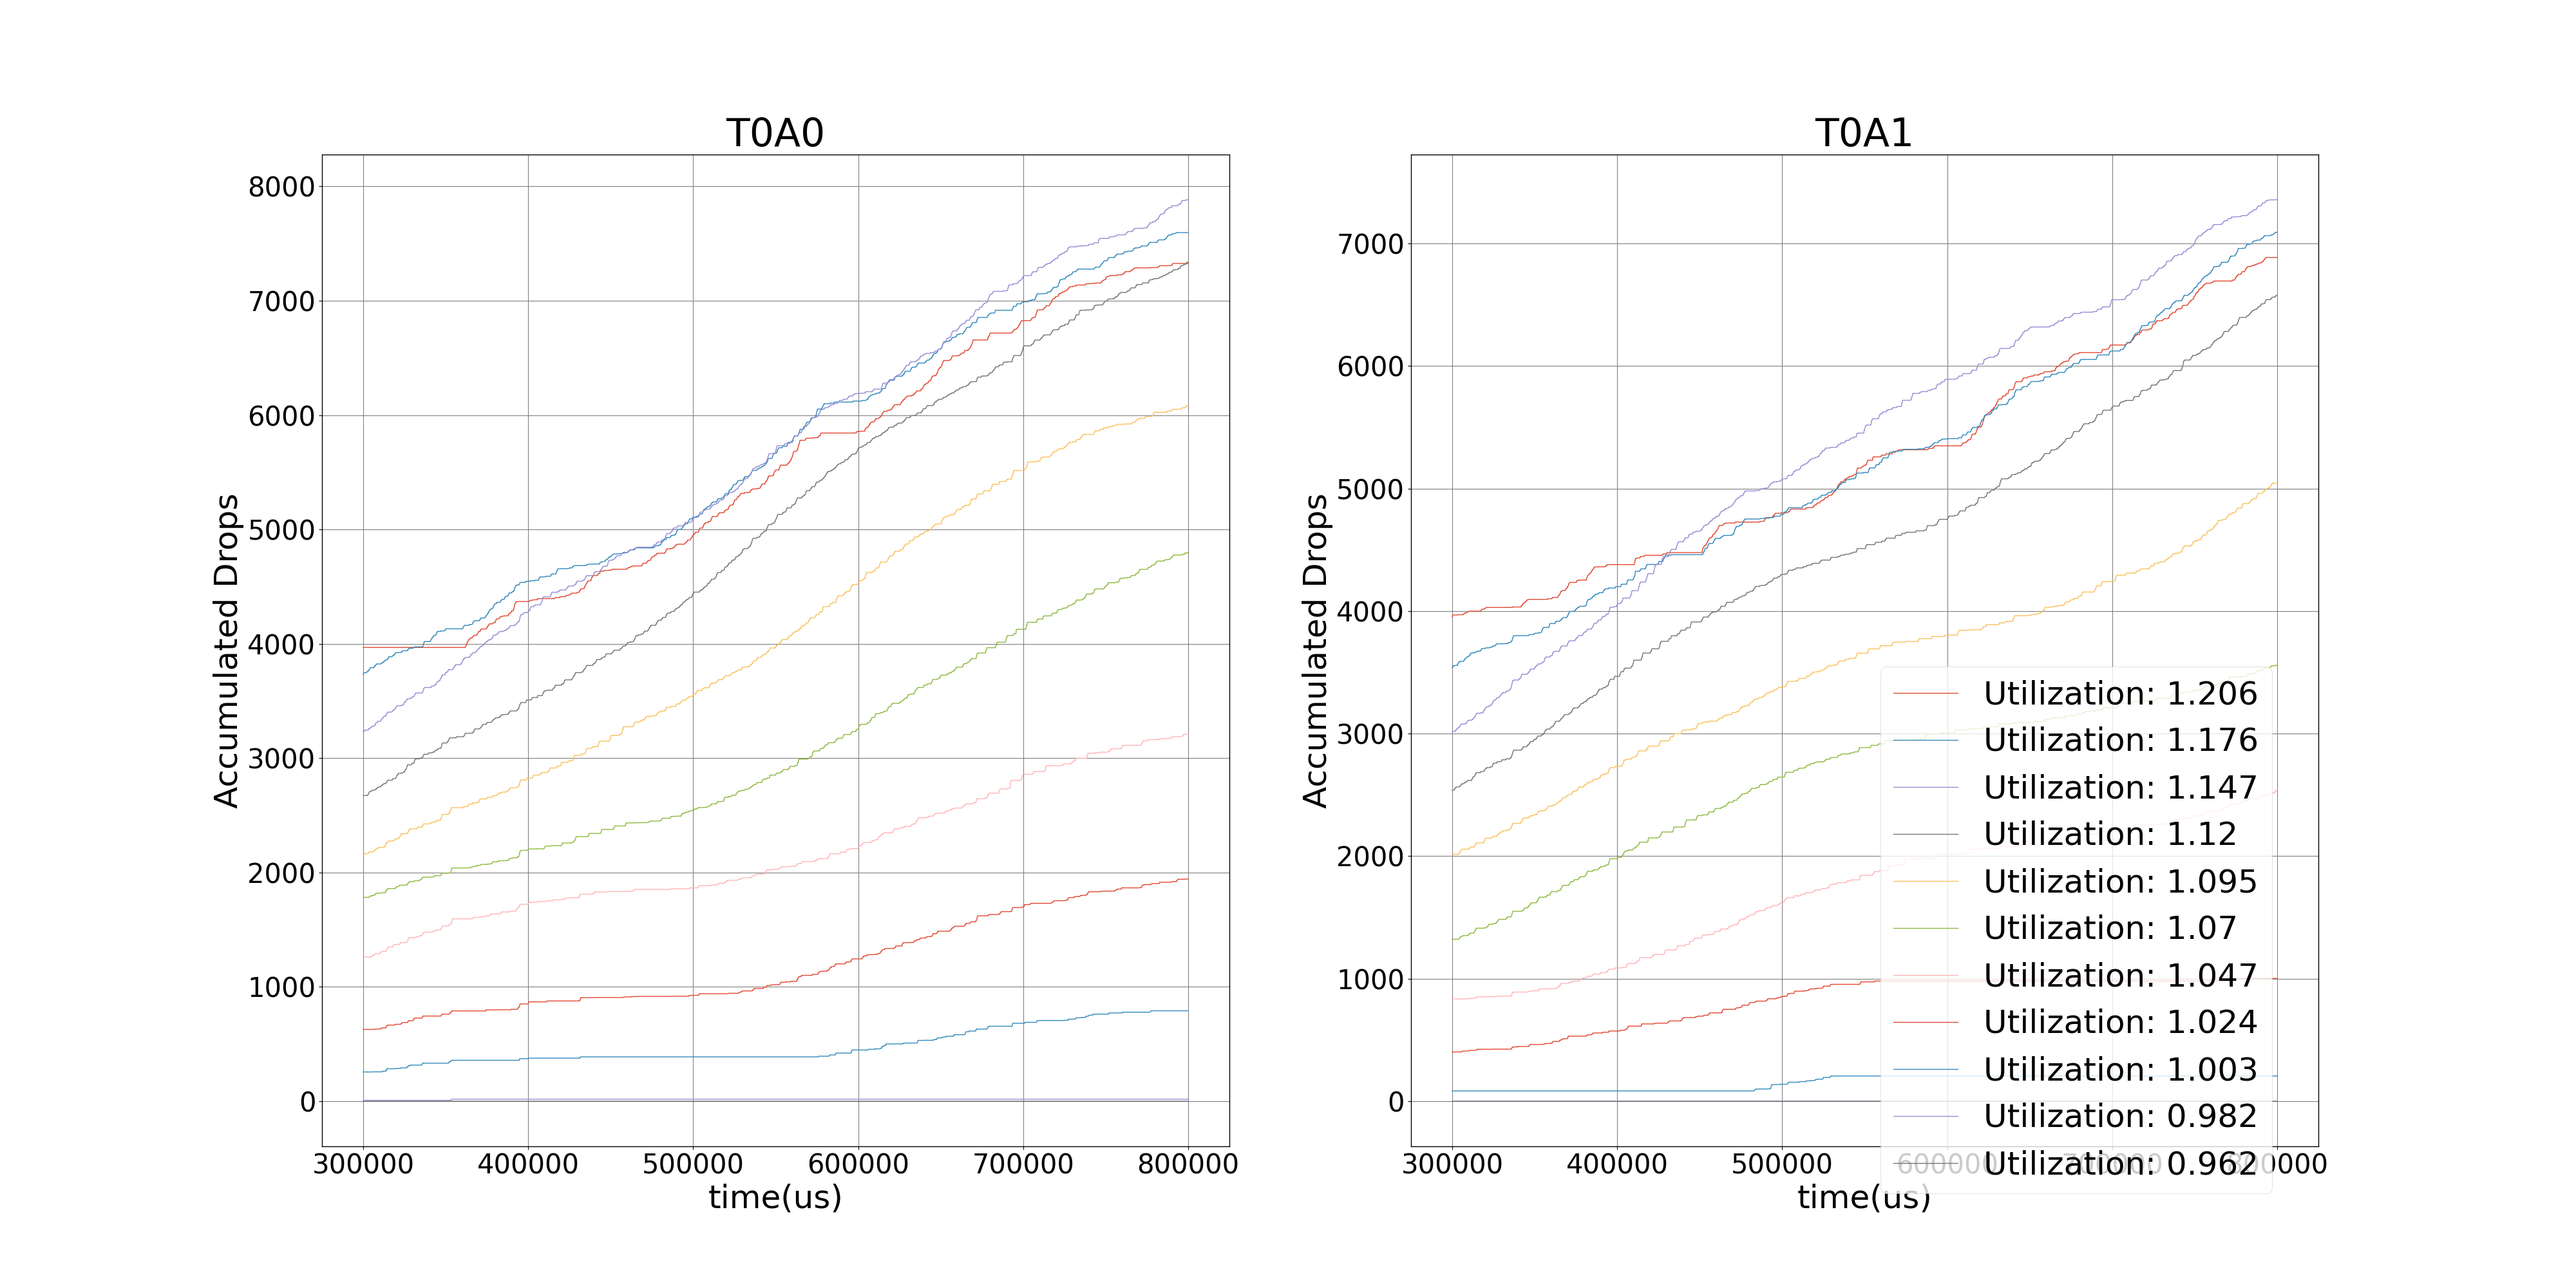 T0A0
8000
7000
6000
5000
4000
3000
2000
1000
0
Accumulated Drops
300000 400000 500000 600000 700000 800000
time(us)
T0A1
7000
6000
5000
4000
3000
2000
1000
0
Accumulated Drops
300000 400000 500000 600000 700000 800000
time(us)
Utilization: 1.206
Utilization: 1.176
Utilization: 1.147
Utilization: 1.12
Utilization: 1.095
Utilization: 1.07
Utilization: 1.047
Utilization: 1.024
Utilization: 1.003
Utilization: 0.982
Utilization: 0.962